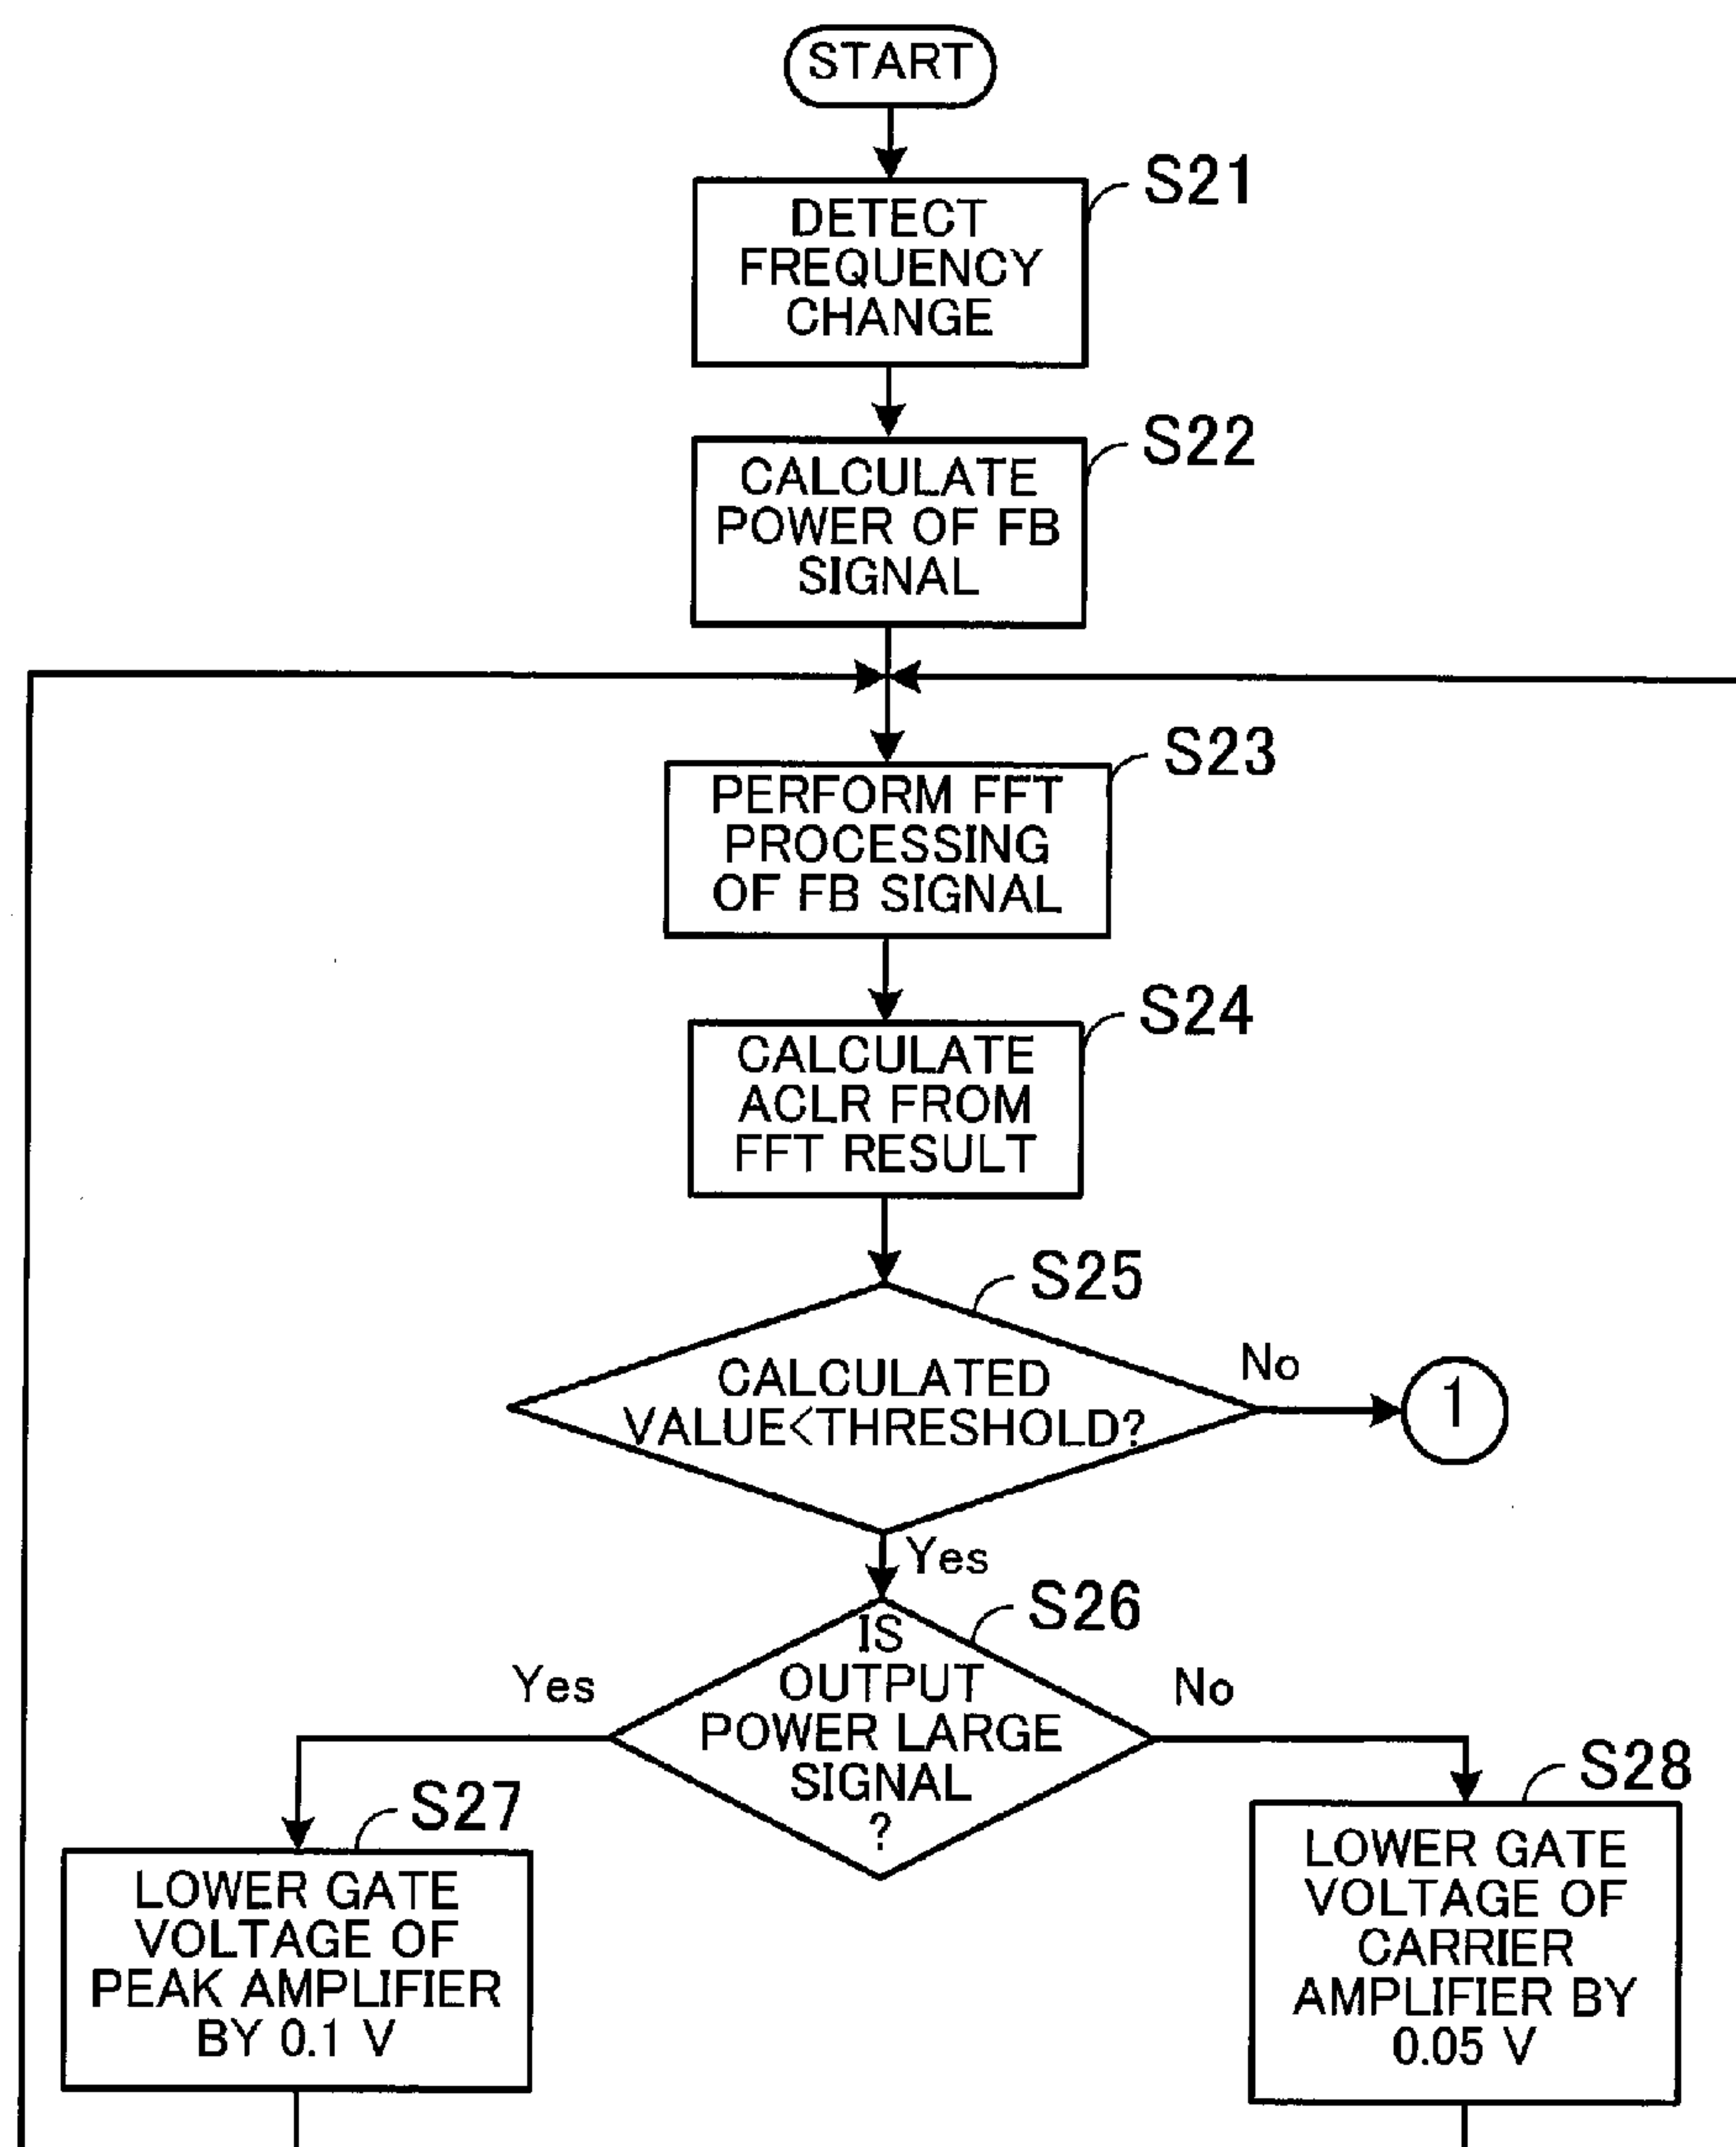 START
S21
DETECT
FREQUENCY
CHANGE
S22
CALCULATE
POWER OF FB
SIGNAL
S23
PERFORM FFT
PROCESSING
OF FB SIGNAL
S24
CALCULATE
ACLR FROM
FFT RESULT
S25
CALCULATED
VALUE<THRESHOLD?
No
1
Yes
S26
IS
OUTPUT
POWER LARGE
SIGNAL
?
Yes
No
S27
LOWER GATE
VOLTAGE OF
PEAK AMPLIFIER
BY 0.1 V
S28
LOWER GATE
VOLTAGE OF
CARRIER
AMPLIFIER BY
0.05 V